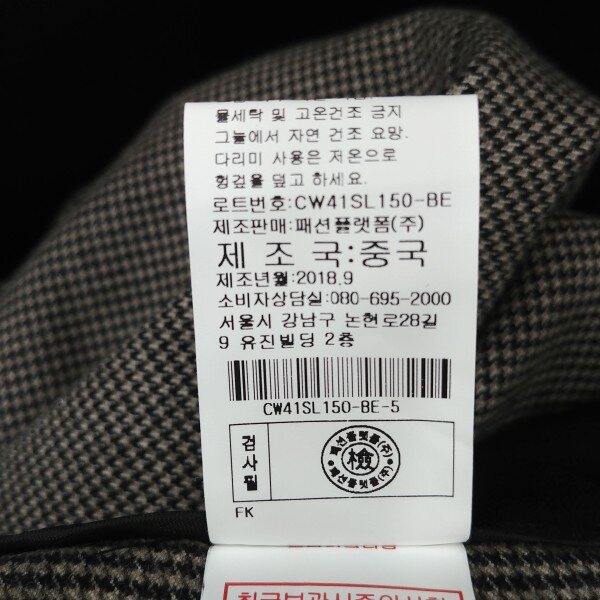 물세탁 및 고온건조 금지
그늘에서 자연 건조 요망.
다리미 사용은 저온으로
헝겊을 덮고 하세요.
로트번호:CW41SL150-BE
제조판매:패션플랫폼(주)
제 조 국:중국
제조년월:2018.9
소비자상담실:080-695-2000
서울시 강남구 논현로28길
9 유진빌딩 2층
CW41SL150-BE-5
검사필
패션플랫폼(주)
檢
패션플랫폼(주)
FK